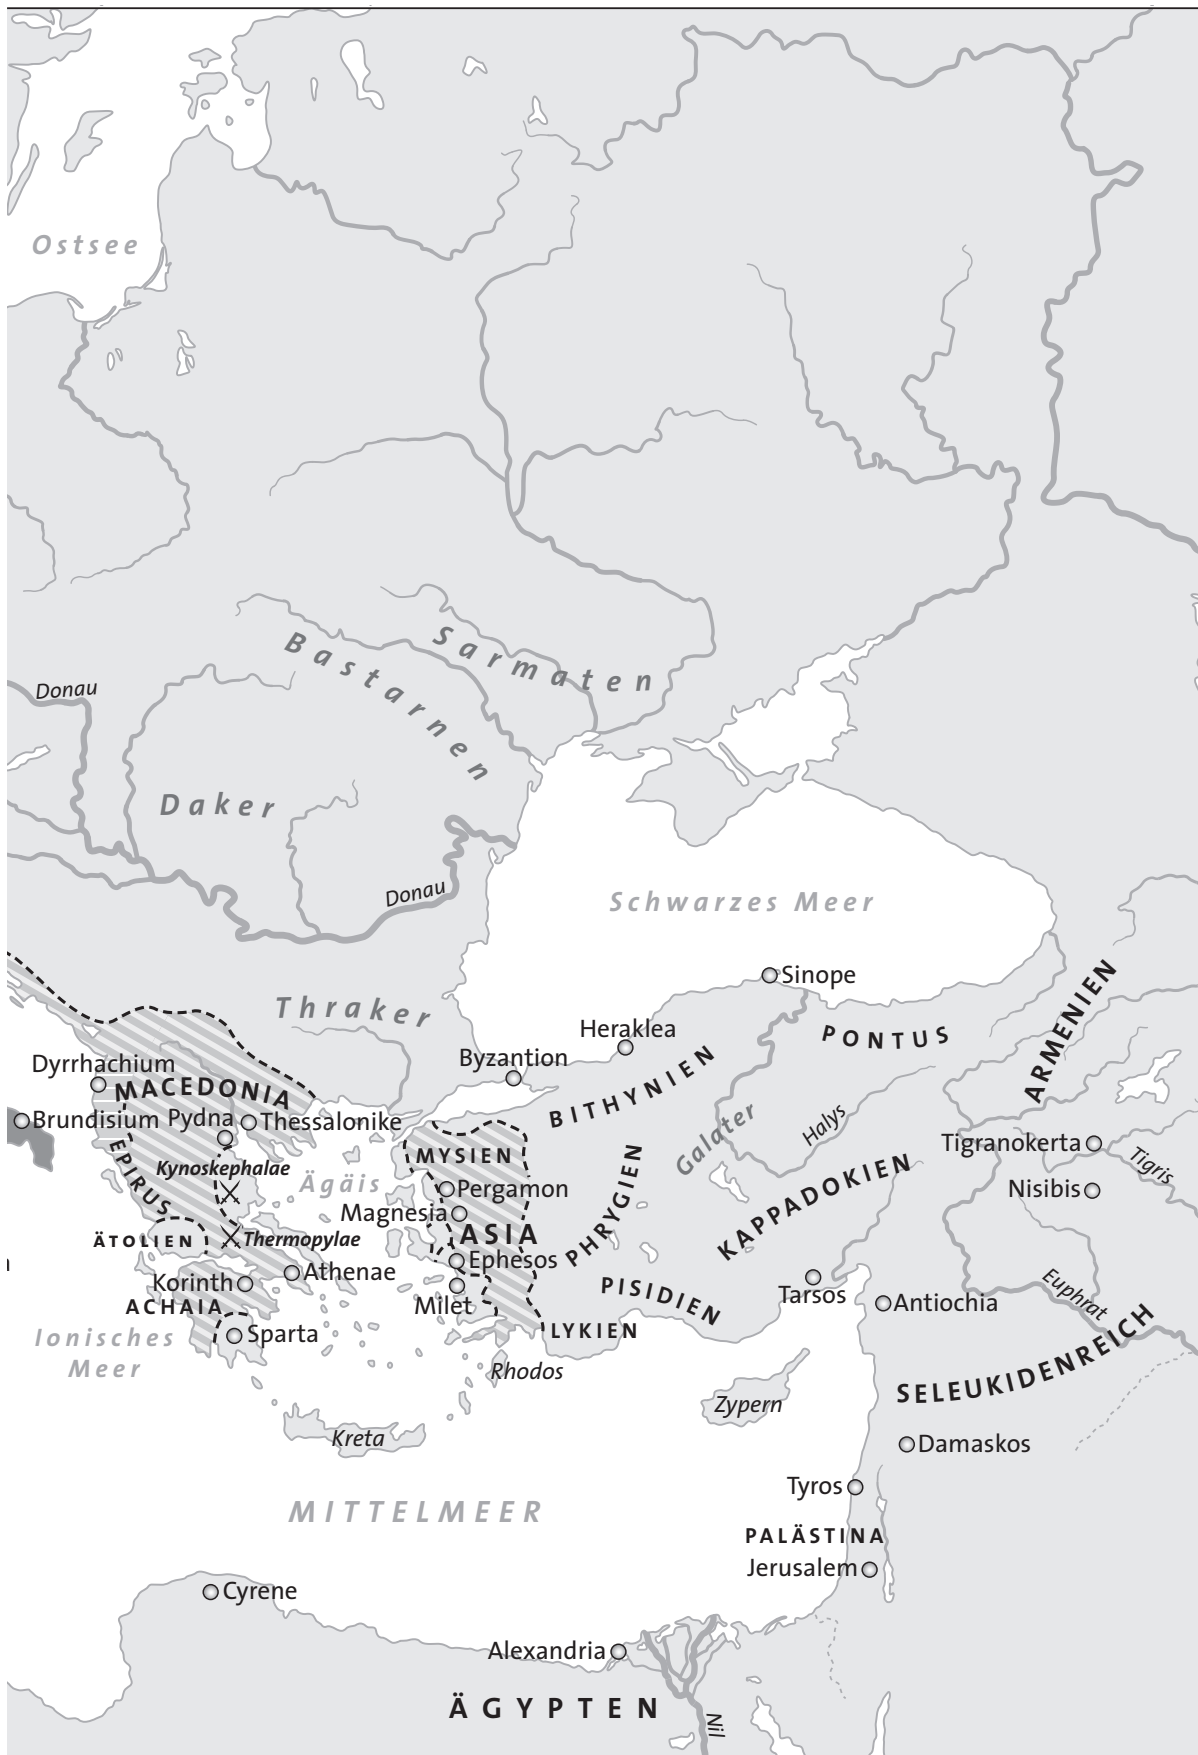 Ostsee
Sarmaten
Bastarnen
Donau
Daker
Donau
Schwarzes Meer
Sinope
Thraker
Heraklea
PONTUS
ARMENIEN
Dyrrhachium
Byzantion
BITHYNIEN
MACEDONIA
Brundisium
Pydna
Thessalonike
Galater
Halys
Tigranokerta
Tigris
EPIRUS
Kynoskephalae
Ägäis
MYSIEN
Pergamon
PHRYGIEN
KAPPADOKIEN
Nisibis
Magnesia
ÄTOLIEN
Thermopylae
ASIA
Ephesos
Korinth
Athenae
Milet
PISIDIEN
Tarsos
Antiochia
Euphrat
ACHAIA
Ionisches
Meer
Sparta
LYKIEN
Rhodos
SELEUKIDENREICH
Zypern
Kreta
Damaskos
MITTELMEER
Tyros
PALÄSTINA
Jerusalem
Cyrene
Alexandria
ÄGYPTEN
Nil